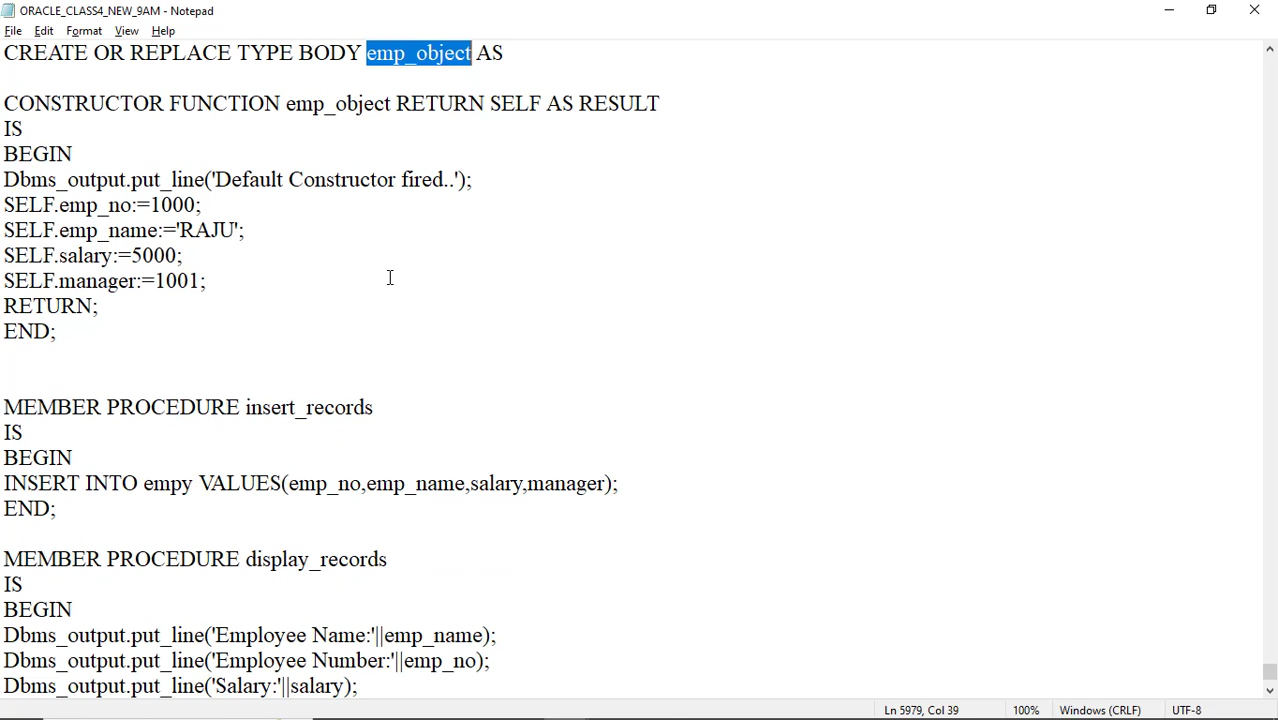 ORACLE_CLASS4_NEW_9AM - Notepad
File Edit Format View Help
CREATE OR REPLACE TYPE BODY emp_object AS
CONSTRUCTOR FUNCTION emp_object RETURN SELF AS RESULT
IS
BEGIN
Dbms_output.put_line('Default Constructor fired..');
SELF.emp_no:=1000;
SELF.emp_name:='RAJU';
SELF.salary:=5000;
SELF.manager:=1001;
RETURN;
END;
MEMBER PROCEDURE insert_records
IS
BEGIN
INSERT INTO empy VALUES(emp_no,emp_name,salary,manager);
END;
MEMBER PROCEDURE display_records
IS
BEGIN
Dbms_output.put_line('Employee Name:'||emp_name);
Dbms_output.put_line('Employee Number:'||emp_no);
Dbms_output.put_line('Salary:'||salary);
Ln 5979, Col 39 100% Windows (CRLF) UTF-8